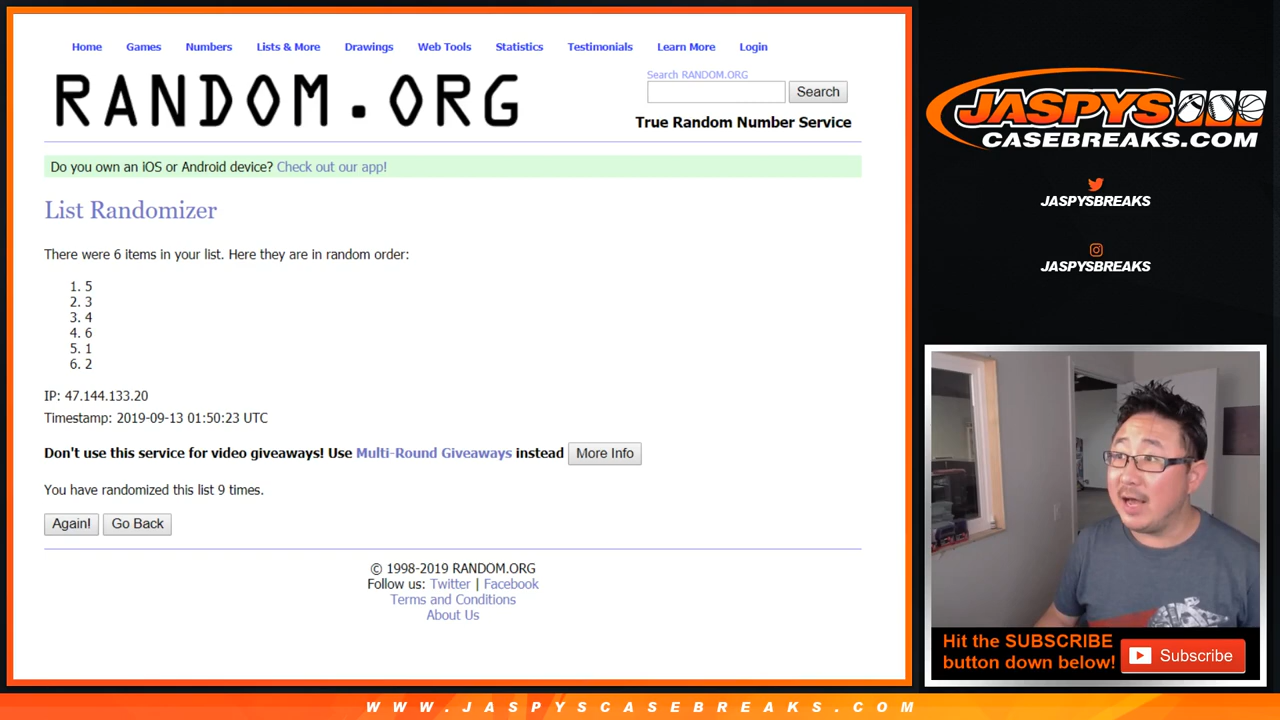 Home Games Numbers Lists & More Drawings Web Tools Statistics Testimonials Learn More Login
RANDOM.ORG
Search RANDOM.ORG
Search
True Random Number Service
Do you own an iOS or Android device? Check out our app!
List Randomizer
There were 6 items in your list. Here they are in random order:
1. 5
2. 3
3. 4
4. 6
5. 1
6. 2
IP: 47.144.133.20
Timestamp: 2019-09-13 01:50:23 UTC
Don't use this service for video giveaways! Use Multi-Round Giveaways instead More Info
You have randomized this list 9 times.
Again! Go Back
© 1998-2019 RANDOM.ORG
Follow us: Twitter | Facebook
Terms and Conditions
About Us
JASPYS
CASEBREAKS.COM
JASPYSBREAKS
JASPYSBREAKS
Hit the SUBSCRIBE
button down below!
Subscribe
WWW.JASPYSCASEBREAKS.COM